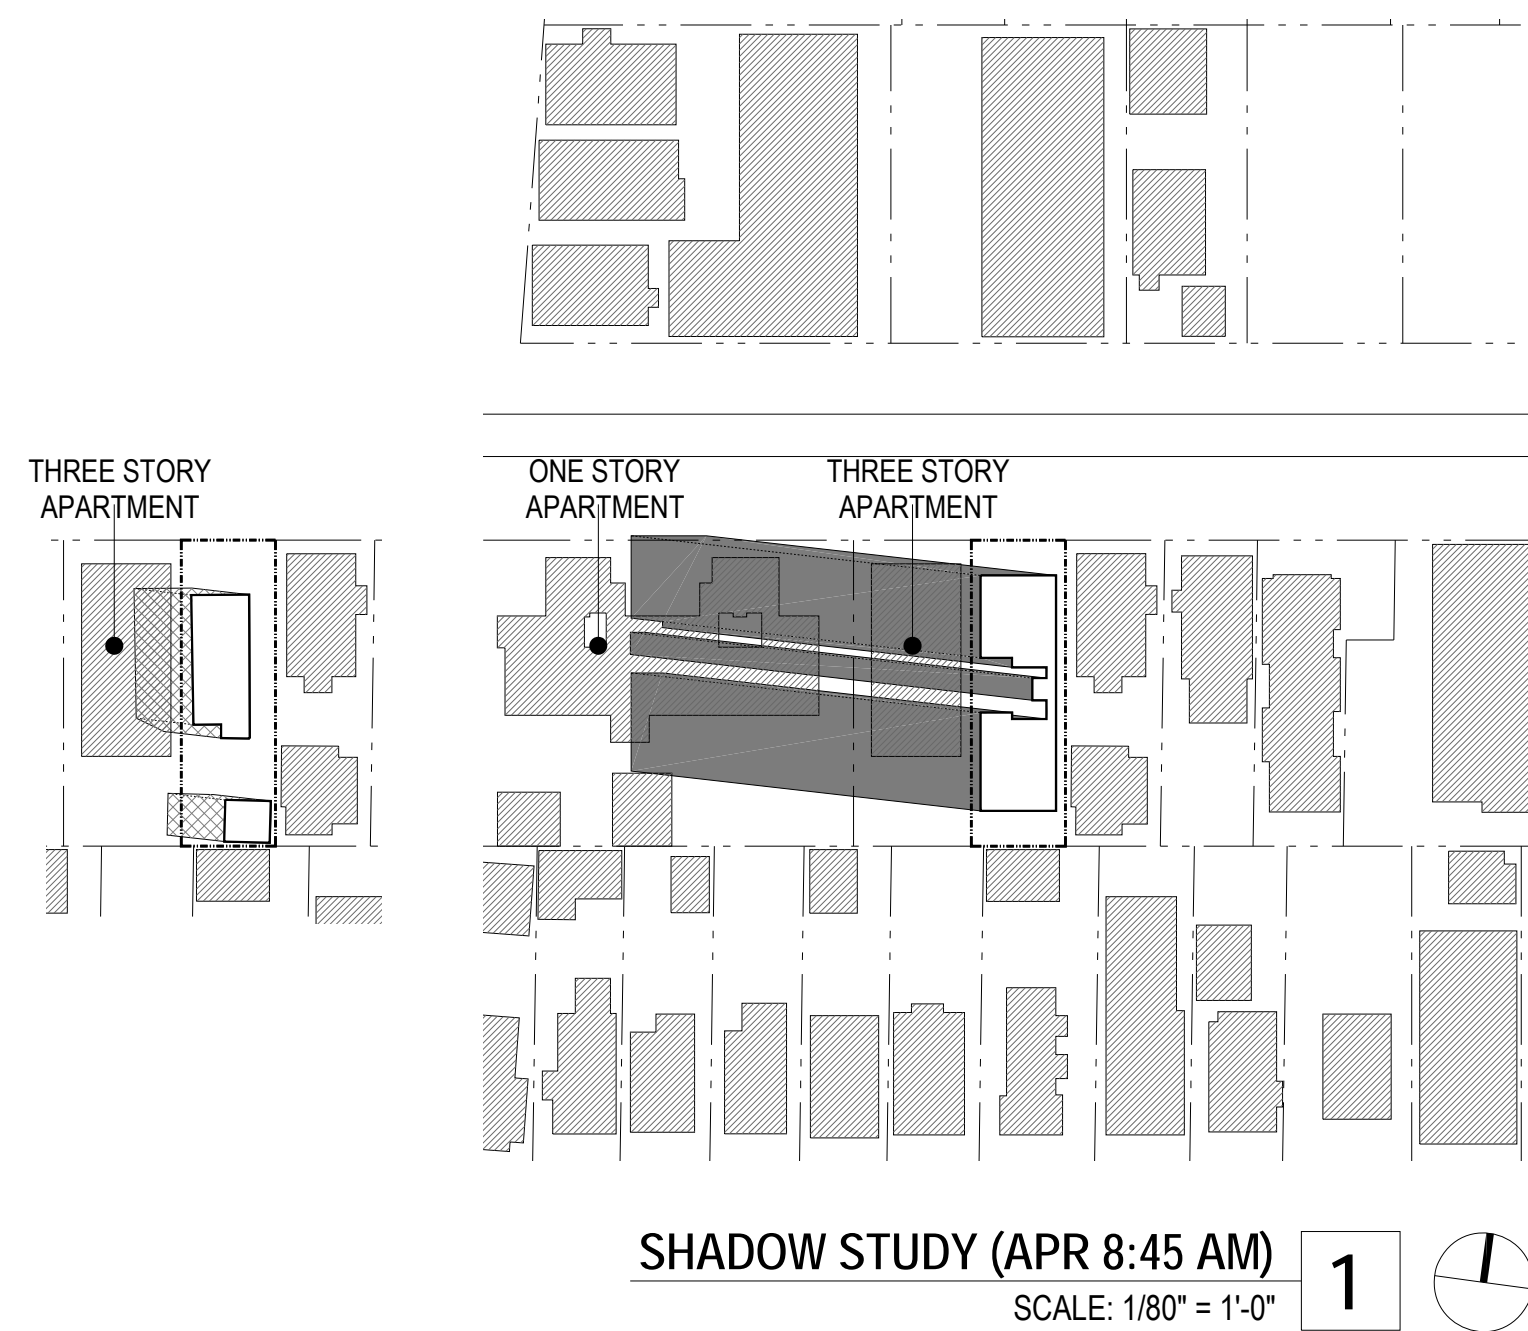 THREE STORY
APARTMENT
ONE STORY
APARTMENT
THREE STORY
APARTMENT
SHADOW STUDY (APR 8:45 AM)
1
SCALE: 1/80" = 1'-0"